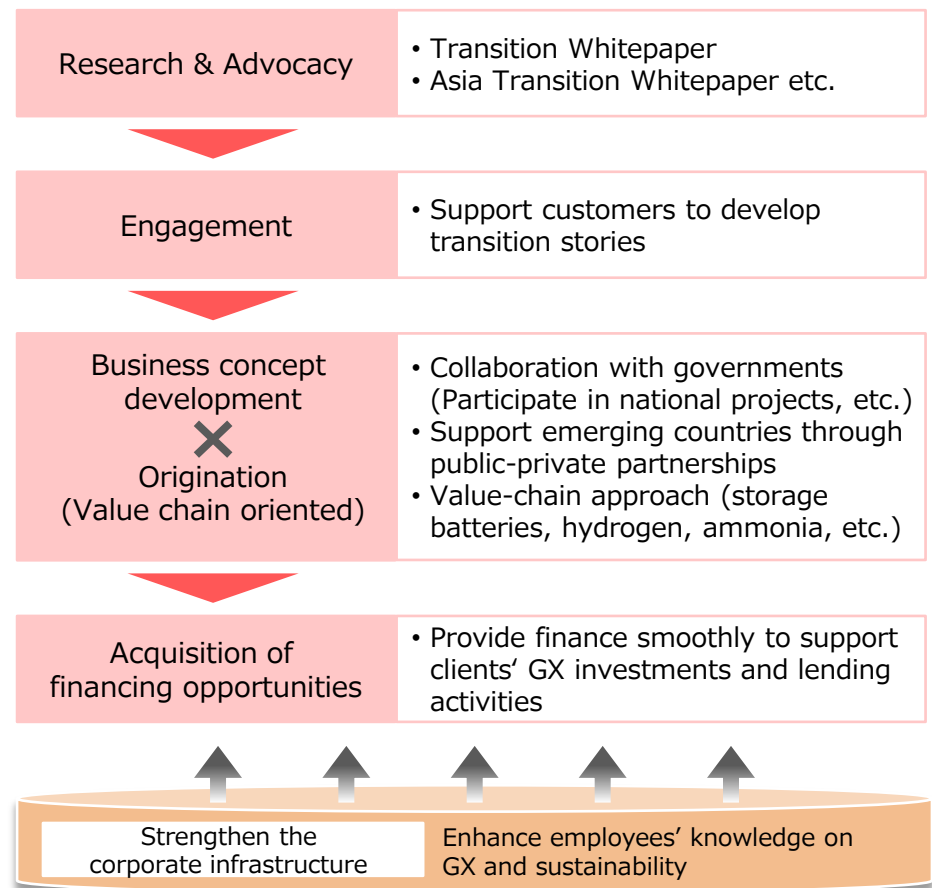 Research & Advocacy
• Transition Whitepaper
• Asia Transition Whitepaper etc.
Engagement
• Support customers to develop
transition stories
Business concept
development
Origination
(Value chain oriented)
• Collaboration with governments
(Participate in national projects, etc.)
• Support emerging countries through
public-private partnerships
• Value-chain approach (storage
batteries, hydrogen, ammonia, etc.)
Acquisition of
financing opportunities
• Provide finance smoothly to support
clients‘ GX investments and lending
activities
Strengthen the
corporate infrastructure
Enhance employees’ knowledge on
GX and sustainability